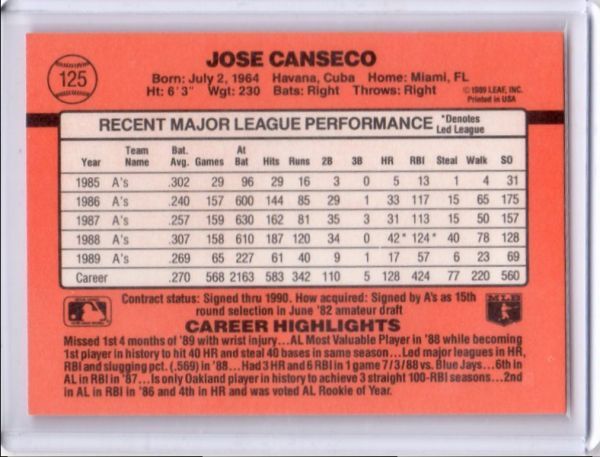 125
JOSE CANSECO
Born: July 2, 1964 Havana, Cuba Home: Miami, FL
Ht: 6'3" Wgt: 230 Bats: Right Throws: Right
©1989 LEAF, INC.
Printed in USA
RECENT MAJOR LEAGUE PERFORMANCE *Denotes Led League
Year Team Name Bat. Avg. Games At Bat Hits Runs 2B 3B HR RBI Steal Walk SO
1985 A's .302 29 96 29 16 3 0 5 13 1 4 31
1986 A's .240 157 600 144 85 29 1 33 117 15 65 175
1987 A's .257 159 630 162 81 35 3 31 113 15 50 157
1988 A's .307 158 610 187 120 34 0 42* 124* 40 78 128
1989 A's .269 65 227 61 40 9 1 17 57 6 23 69
Career .270 568 2163 583 342 110 5 128 424 77 220 560
Contract status: Signed thru 1990. How acquired: Signed by A's as 15th
round selection in June '82 amateur draft
MLB
CAREER HIGHLIGHTS
Missed 1st 4 months of '89 with wrist injury...AL Most Valuable Player in '88 while becoming
1st player in history to hit 40 HR and steal 40 bases in same season...Led major leagues in HR,
RBI and slugging pct. (.569) in '88...Had 3 HR and 6 RBI in 1 game 7/3/88 vs. Blue Jays...6th in
AL in RBI in '87...Is only Oakland player in history to achieve 3 straight 100-RBI seasons...2nd
in AL in RBI in '86 and 4th in HR and was voted AL Rookie of Year.